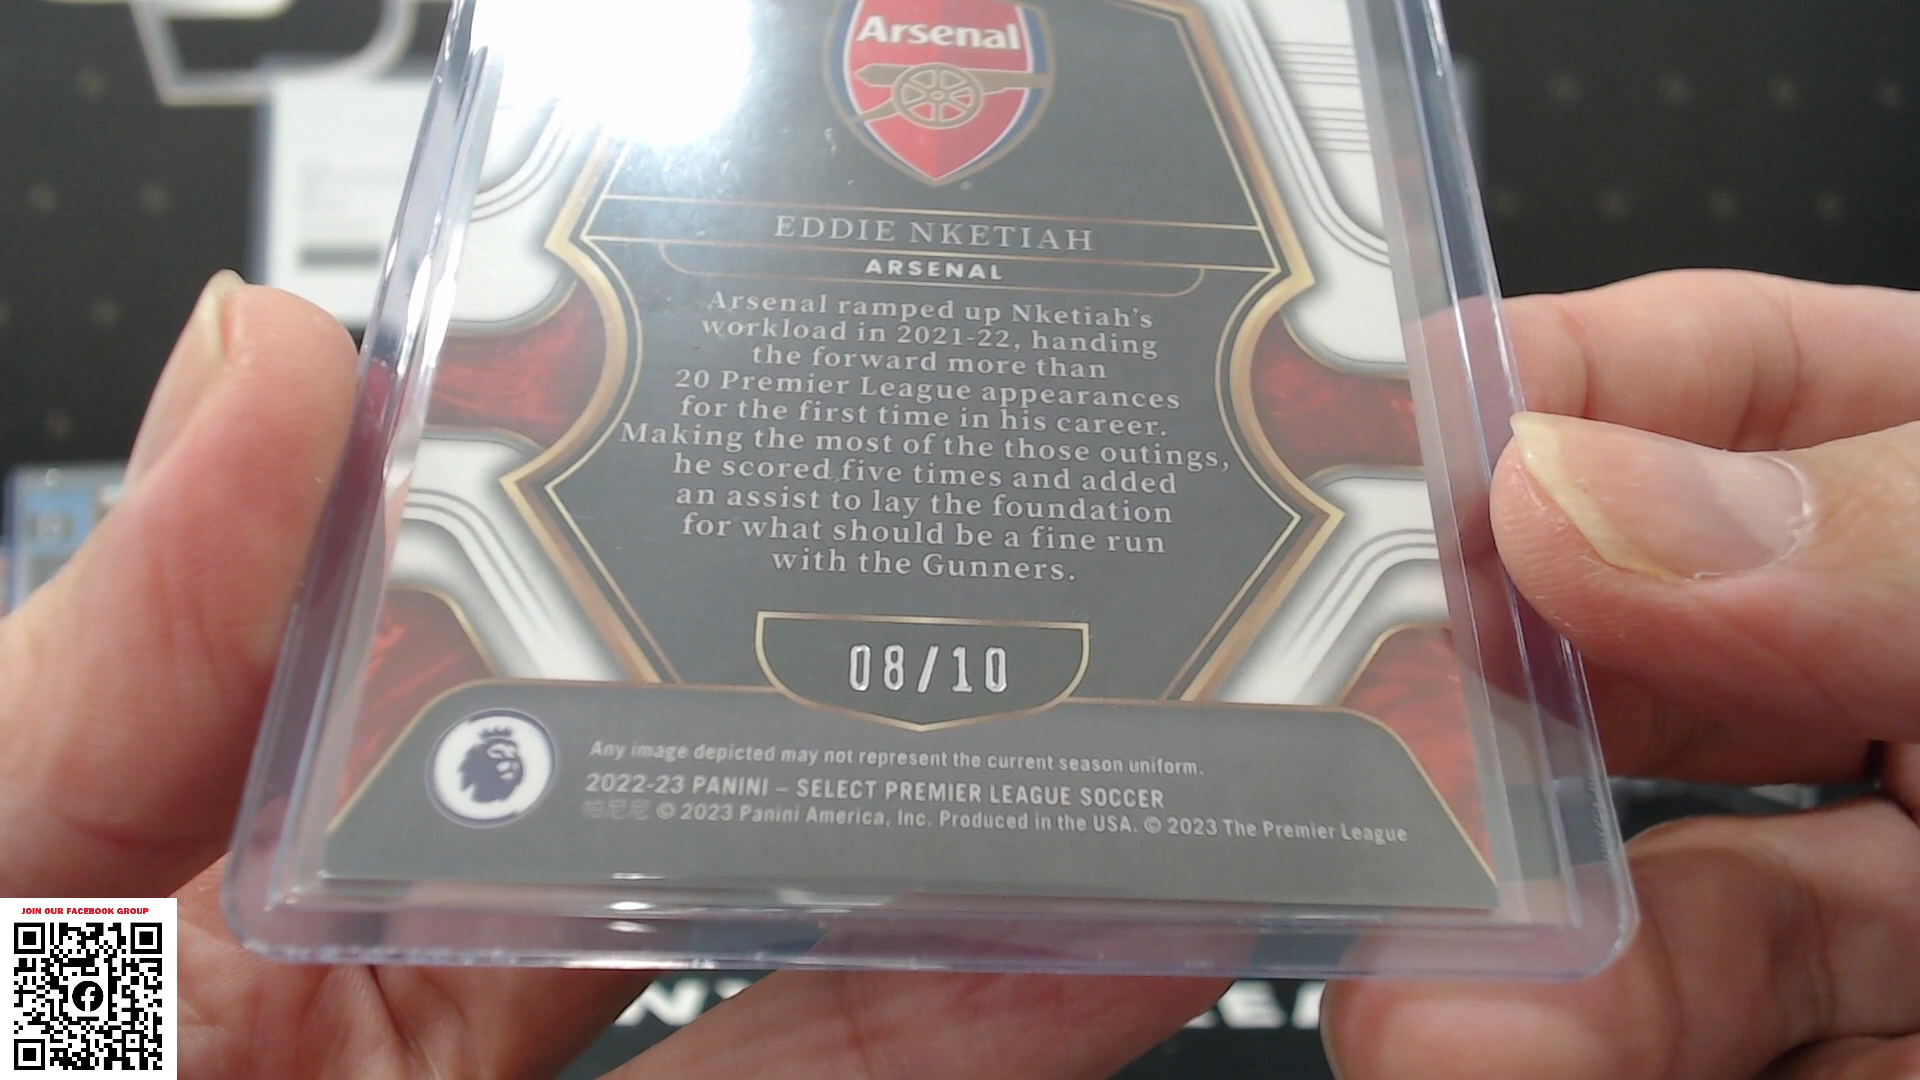 Arsenal
EDDIE NKETIAH
ARSENAL
Arsenal ramped up Nketiah's
workload in 2021-22, handing
the forward more than
20 Premier League appearances
for the first time in his career.
Making the most of the those outings,
he scored five times and added
an assist to lay the foundation
for what should be a fine run
with the Gunners.
08/10
Any image depicted may not represent the current season uniform.
2022-23 PANINI – SELECT PREMIER LEAGUE SOCCER
帕尼尼 © 2023 Panini America, Inc. Produced in the USA. © 2023 The Premier League
JOIN OUR FACEBOOK GROUP